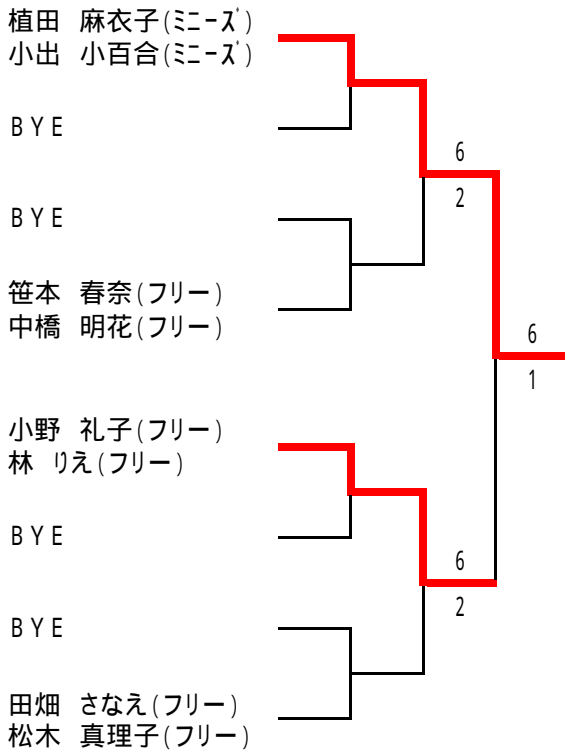 植田　麻衣子(ミニーズ)
小出　小百合(ミニーズ)
ＢＹＥ
6
2
ＢＹＥ
笹本　春奈(フリー)
中橋　明花(フリー)
6
1
小野　礼子(フリー)
林　りえ(フリー)
ＢＹＥ
6
2
ＢＹＥ
田畑　さなえ(フリー)
松木　真理子(フリー)